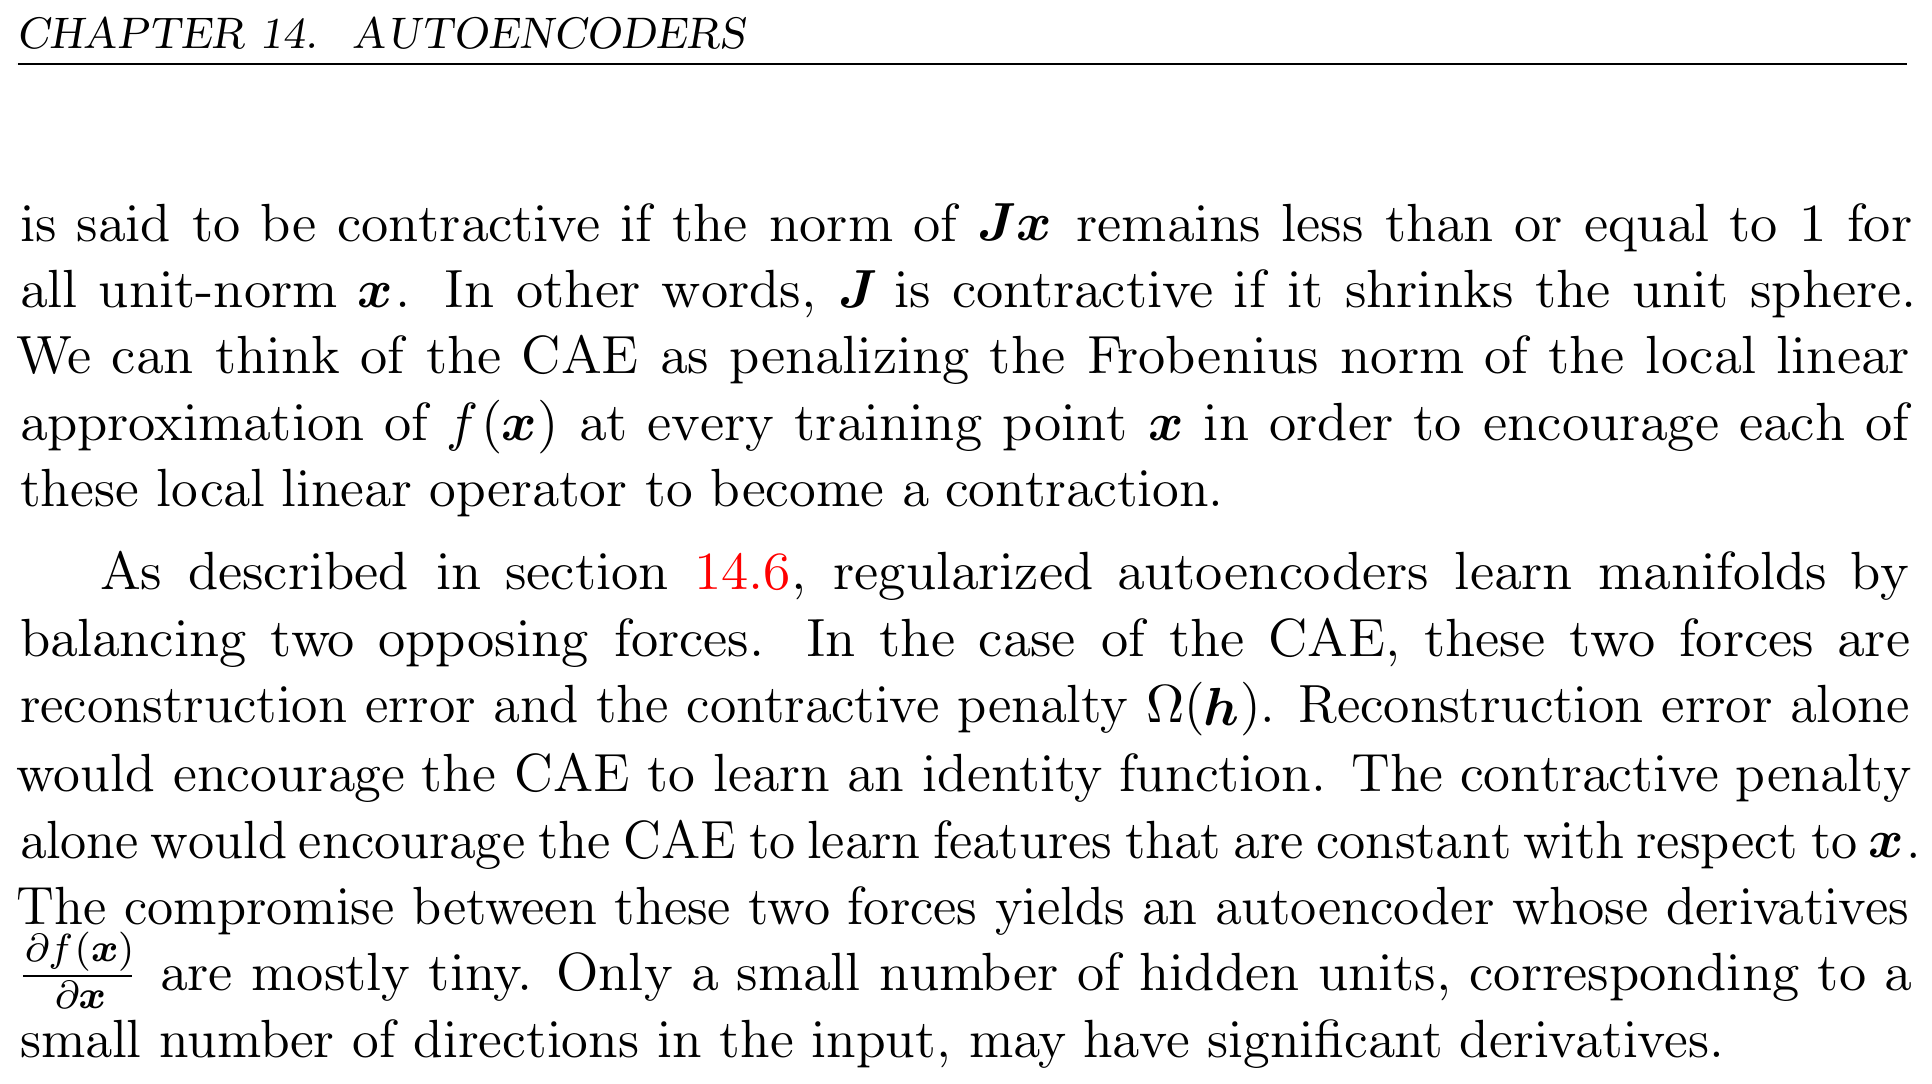 CHAPTER 14. AUTOENCODERS
is said to be contractive if the norm of Jx remains less than or equal to 1 for
all unit-norm x. In other words, J is contractive if it shrinks the unit sphere.
We can think of the CAE as penalizing the Frobenius norm of the local linear
approximation of f(x) at every training point x in order to encourage each of
these local linear operator to become a contraction.
As described in section 14.6, regularized autoencoders learn manifolds by
balancing two opposing forces. In the case of the CAE, these two forces are
reconstruction error and the contractive penalty Ω(h). Reconstruction error alone
would encourage the CAE to learn an identity function. The contractive penalty
alone would encourage the CAE to learn features that are constant with respect to x.
The compromise between these two forces yields an autoencoder whose derivatives
∂f(x)/∂x are mostly tiny. Only a small number of hidden units, corresponding to a
small number of directions in the input, may have significant derivatives.